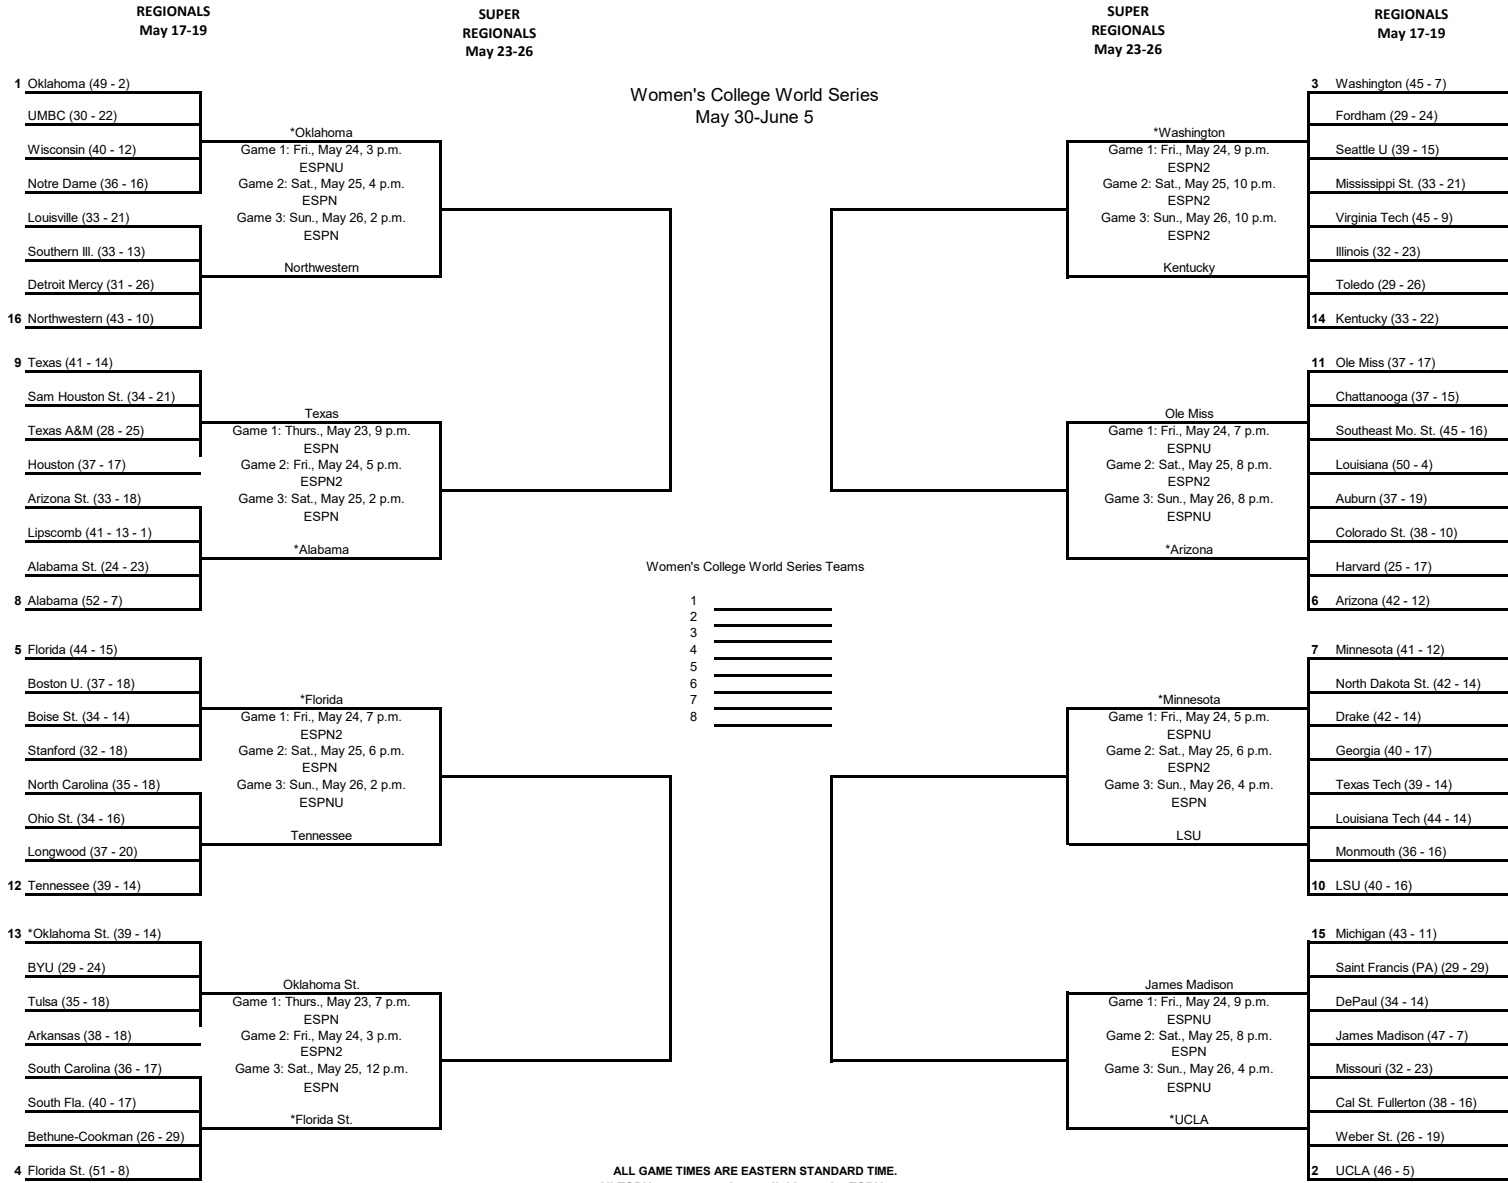 REGIONALS
May 17-19
SUPER
REGIONALS
May 23-26
SUPER
REGIONALS
May 23-26
REGIONALS
May 17-19
Women's College World Series
May 30-June 5
1 Oklahoma (49 - 2)
UMBC (30 - 22)
Wisconsin (40 - 12)
Notre Dame (36 - 16)
Louisville (33 - 21)
Southern Ill. (33 - 13)
Detroit Mercy (31 - 26)
16 Northwestern (43 - 10)
*Oklahoma
Game 1: Fri., May 24, 3 p.m.
ESPNU
Game 2: Sat., May 25, 4 p.m.
ESPN
Game 3: Sun., May 26, 2 p.m.
ESPN
Northwestern
9 Texas (41 - 14)
Sam Houston St. (34 - 21)
Texas A&M (28 - 25)
Houston (37 - 17)
Arizona St. (33 - 18)
Lipscomb (41 - 13 - 1)
Alabama St. (24 - 23)
8 Alabama (52 - 7)
Texas
Game 1: Thurs., May 23, 9 p.m.
ESPN
Game 2: Fri., May 24, 5 p.m.
ESPN2
Game 3: Sat., May 25, 2 p.m.
ESPN
*Alabama
5 Florida (44 - 15)
Boston U. (37 - 18)
Boise St. (34 - 14)
Stanford (32 - 18)
North Carolina (35 - 18)
Ohio St. (34 - 16)
Longwood (37 - 20)
12 Tennessee (39 - 14)
*Florida
Game 1: Fri., May 24, 7 p.m.
ESPN2
Game 2: Sat., May 25, 6 p.m.
ESPN
Game 3: Sun., May 26, 2 p.m.
ESPNU
Tennessee
13 *Oklahoma St. (39 - 14)
BYU (29 - 24)
Tulsa (35 - 18)
Arkansas (38 - 18)
South Carolina (36 - 17)
South Fla. (40 - 17)
Bethune-Cookman (26 - 29)
4 Florida St. (51 - 8)
Oklahoma St.
Game 1: Thurs., May 23, 7 p.m.
ESPN
Game 2: Fri., May 24, 3 p.m.
ESPN2
Game 3: Sat., May 25, 12 p.m.
ESPN
*Florida St.
Women's College World Series Teams
1
2
3
4
5
6
7
8
*Washington
Game 1: Fri., May 24, 9 p.m.
ESPN2
Game 2: Sat., May 25, 10 p.m.
ESPN2
Game 3: Sun., May 26, 10 p.m.
ESPN2
Kentucky
3 Washington (45 - 7)
Fordham (29 - 24)
Seattle U (39 - 15)
Mississippi St. (33 - 21)
Virginia Tech (45 - 9)
Illinois (32 - 23)
Toledo (29 - 26)
14 Kentucky (33 - 22)
Ole Miss
Game 1: Fri., May 24, 7 p.m.
ESPNU
Game 2: Sat., May 25, 8 p.m.
ESPN2
Game 3: Sun., May 26, 8 p.m.
ESPNU
*Arizona
11 Ole Miss (37 - 17)
Chattanooga (37 - 15)
Southeast Mo. St. (45 - 16)
Louisiana (50 - 4)
Auburn (37 - 19)
Colorado St. (38 - 10)
Harvard (25 - 17)
6 Arizona (42 - 12)
*Minnesota
Game 1: Fri., May 24, 5 p.m.
ESPNU
Game 2: Sat., May 25, 6 p.m.
ESPN2
Game 3: Sun., May 26, 4 p.m.
ESPN
LSU
7 Minnesota (41 - 12)
North Dakota St. (42 - 14)
Drake (42 - 14)
Georgia (40 - 17)
Texas Tech (39 - 14)
Louisiana Tech (44 - 14)
Monmouth (36 - 16)
10 LSU (40 - 16)
James Madison
Game 1: Fri., May 24, 9 p.m.
ESPNU
Game 2: Sat., May 25, 8 p.m.
ESPN
Game 3: Sun., May 26, 4 p.m.
ESPNU
*UCLA
15 Michigan (43 - 11)
Saint Francis (PA) (29 - 29)
DePaul (34 - 14)
James Madison (47 - 7)
Missouri (32 - 23)
Cal St. Fullerton (38 - 16)
Weber St. (26 - 19)
2 UCLA (46 - 5)
ALL GAME TIMES ARE EASTERN STANDARD TIME.